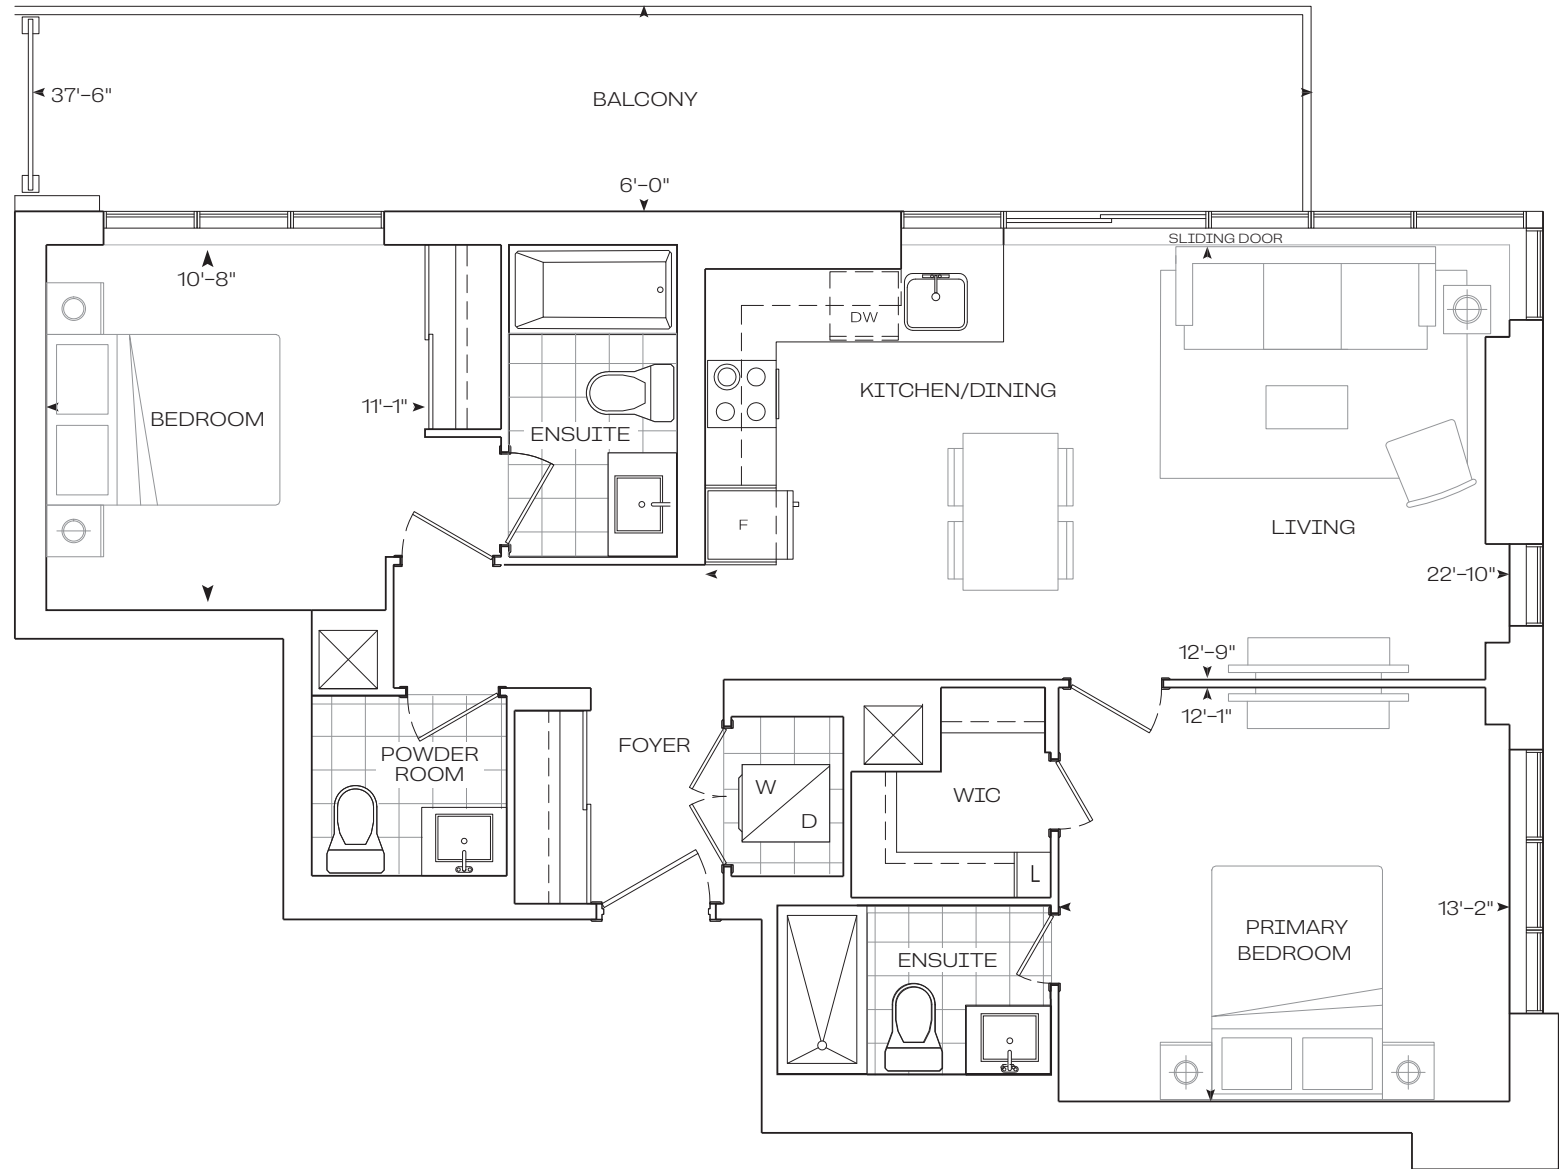 37'-6"
BALCONY
6'-0"
SLIDING DOOR
10'-8"
DW
KITCHEN/DINING
11'-1"
BEDROOM
ENSUITE
F
LIVING
22'-10"
12'-9"
12'-1"
FOYER
POWDER
ROOM
W
D
WIC
L
13'-2"
PRIMARY
BEDROOM
ENSUITE